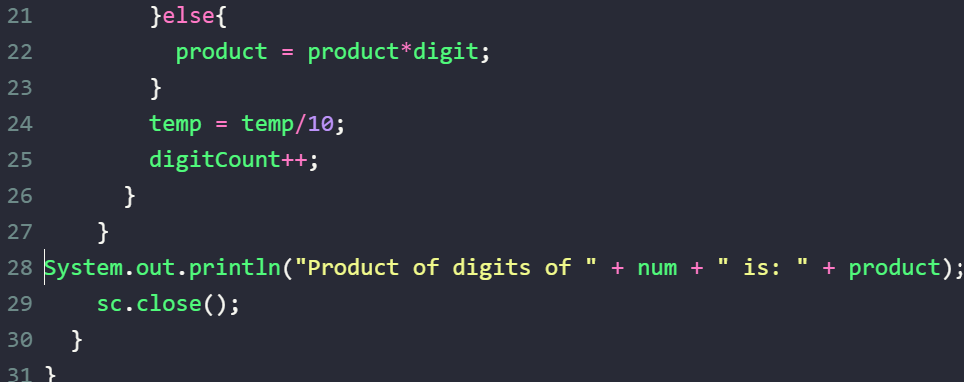 21 }else{
22 product = product*digit;
23 }
24 temp = temp/10;
25 digitCount++;
26 }
27 }
28 System.out.println("Product of digits of " + num + " is: " + product);
29 sc.close();
30 }
31 }